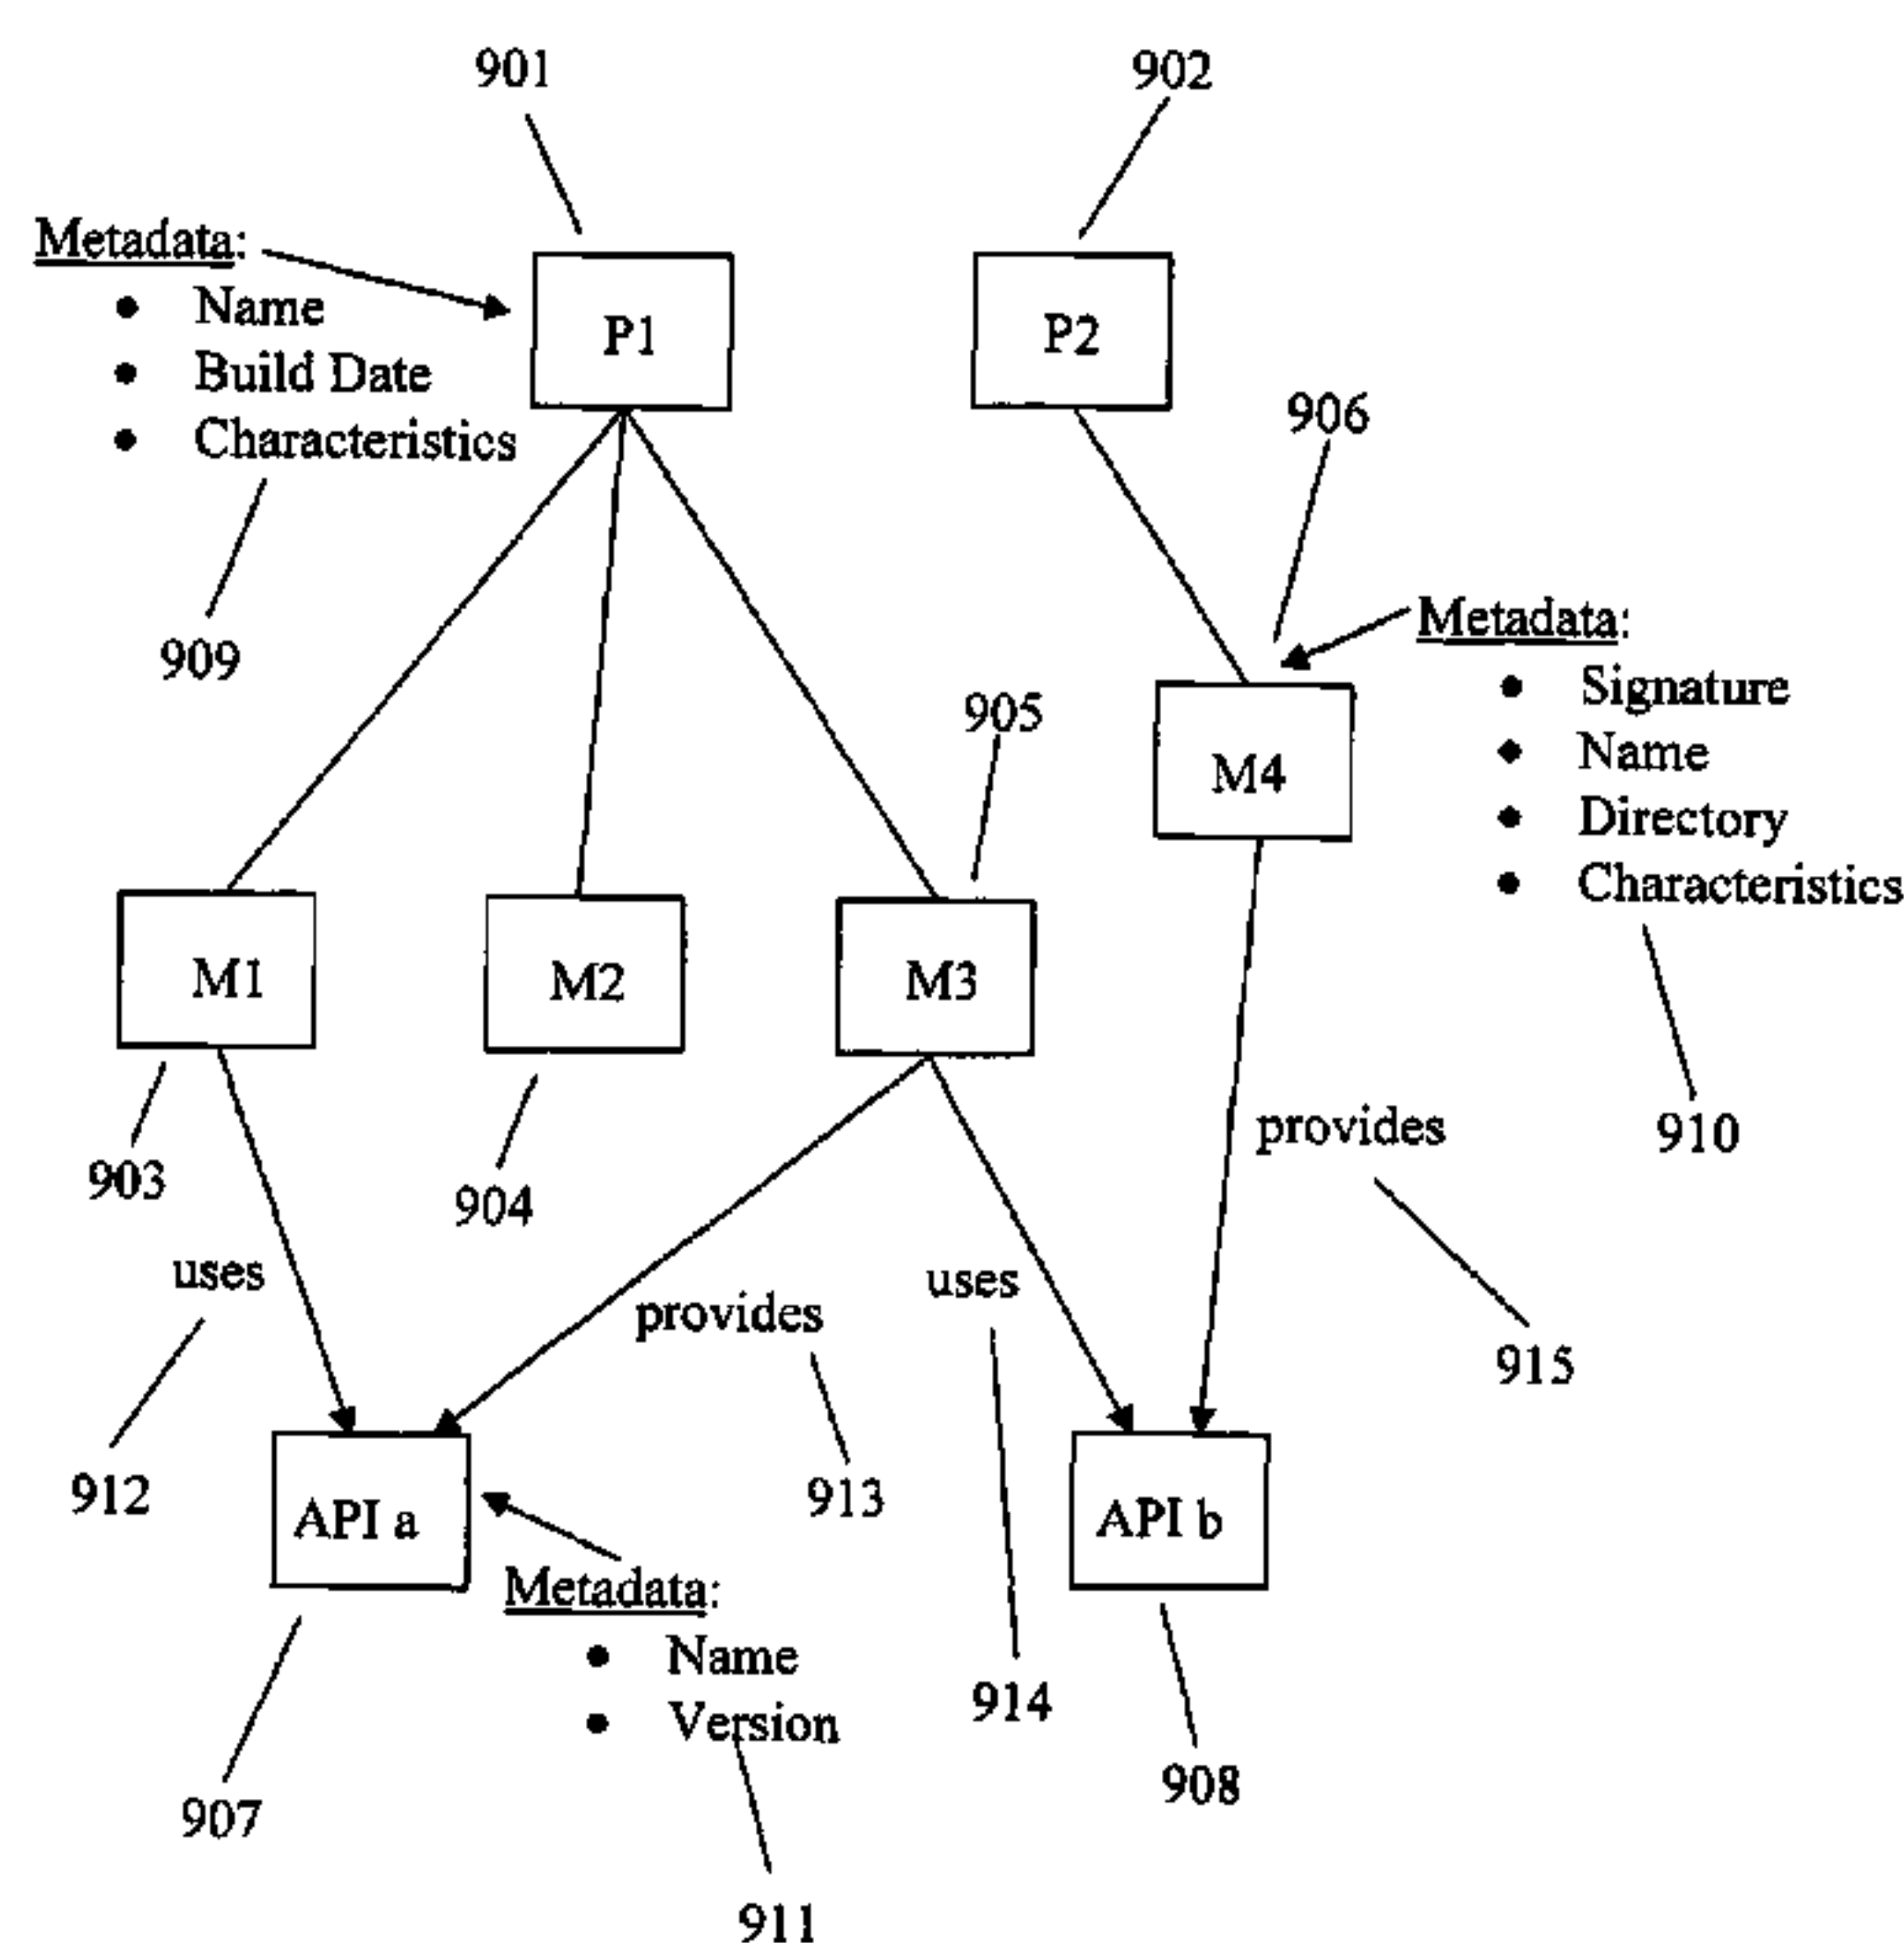 901
902
Metadata:
• Name
• Build Date
• Characteristics
P1
P2
906
909
Metadata:
• Signature
• Name
• Directory
• Characteristics
905
M4
M1
M2
M3
910
provides
903
904
uses
uses
provides
915
912
913
API a
API b
Metadata:
• Name
• Version
914
908
907
911